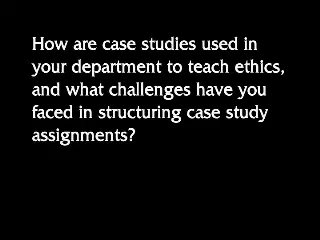 How are case studies used in
your department to teach ethics,
and what challenges have you
faced in structuring case study
assignments?